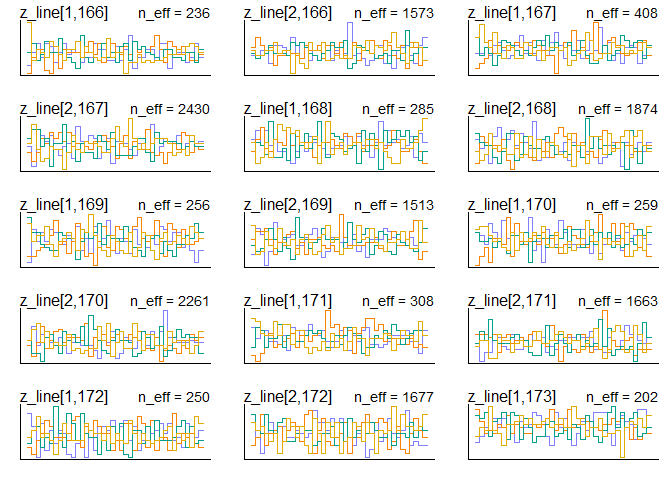 z_line[1,166] n_eff = 236 z_line[2,166] n_eff = 1573 z_line[1,167] n_eff = 408
z_line[2,167] n_eff = 2430 z_line[1,168] n_eff = 285 z_line[2,168] n_eff = 1874
z_line[1,169] n_eff = 256 z_line[2,169] n_eff = 1513 z_line[1,170] n_eff = 259
z_line[2,170] n_eff = 2261 z_line[1,171] n_eff = 308 z_line[2,171] n_eff = 1663
z_line[1,172] n_eff = 250 z_line[2,172] n_eff = 1677 z_line[1,173] n_eff = 202